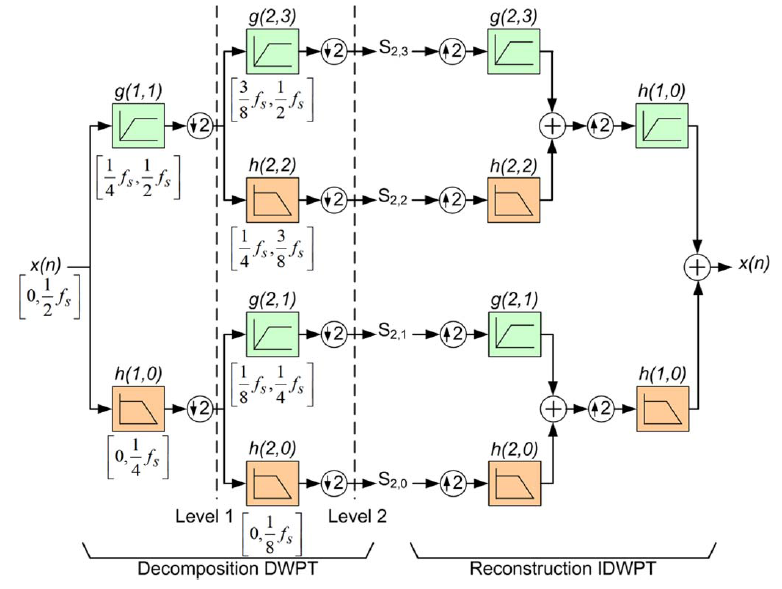 g(2,3)
g(2,3)
↓2
S2,3
↑2
[3/8 fs, 1/2 fs]
g(1,1)
h(1,0)
↓2
+
↑2
[1/4 fs, 1/2 fs]
h(2,2)
h(2,2)
↓2
S2,2
↑2
[1/4 fs, 3/8 fs]
x(n)
+
x(n)
[0, 1/2 fs]
g(2,1)
g(2,1)
↓2
S2,1
↑2
[1/8 fs, 1/4 fs]
h(1,0)
h(1,0)
↓2
+
↑2
[0, 1/4 fs]
h(2,0)
h(2,0)
↓2
S2,0
↑2
Level 1
Level 2
[0, 1/8 fs]
Decomposition DWPT
Reconstruction IDWPT